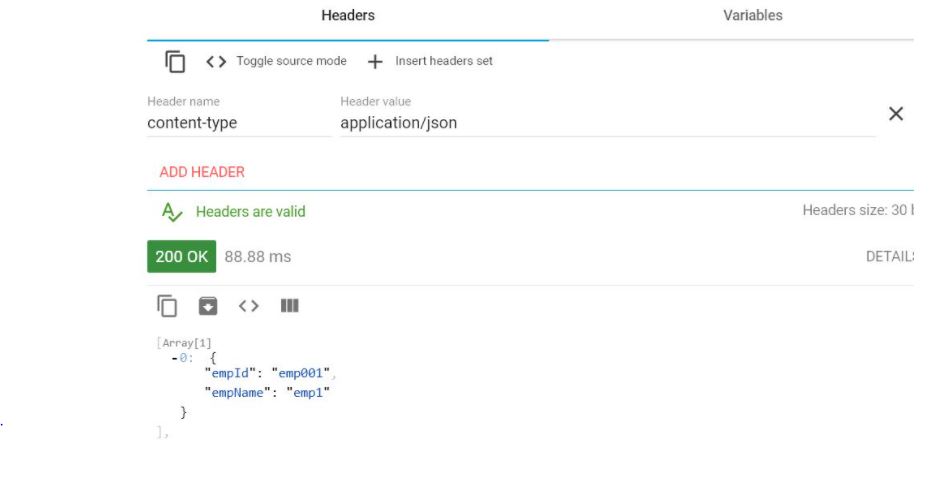 Headers Variables
Toggle source mode Insert headers set
Header name Header value
content-type application/json
ADD HEADER
Headers are valid Headers size: 30 b
200 OK 88.88 ms DETAILS
[Array[1]
-0: {
"empId": "emp001",
"empName": "emp1"
}
],